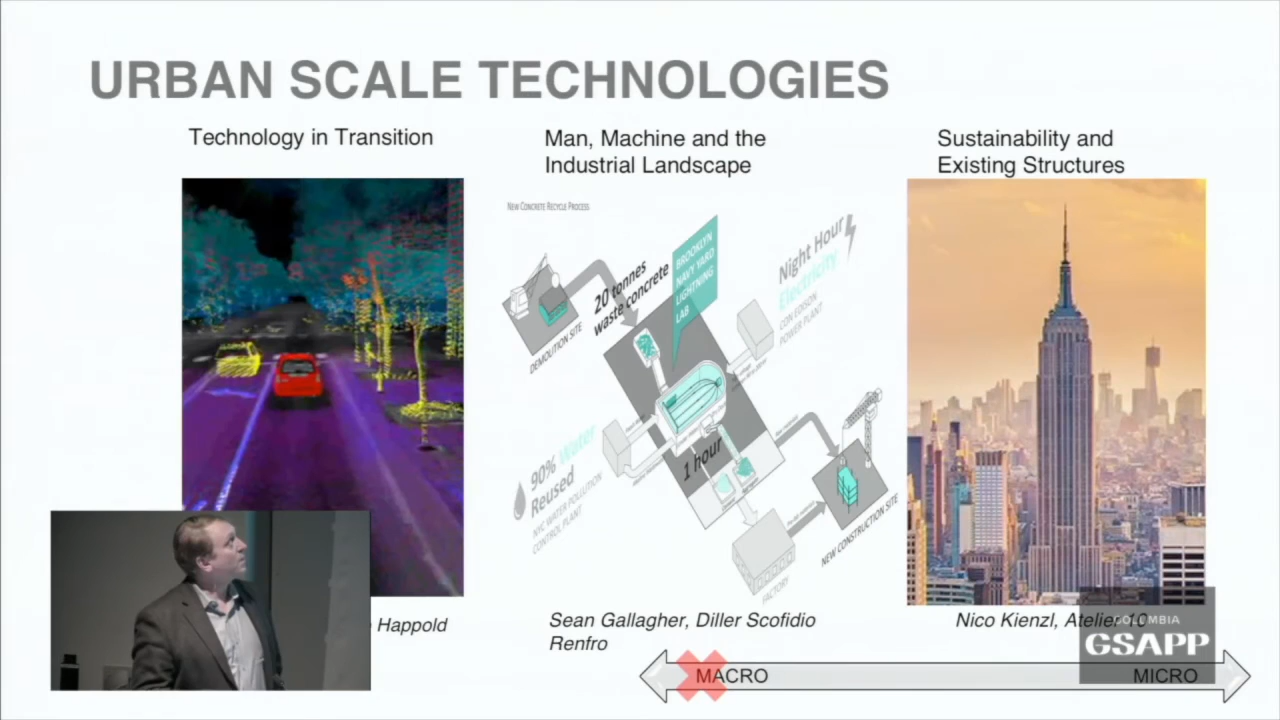 URBAN SCALE TECHNOLOGIES
Technology in Transition
Man, Machine and the
Industrial Landscape
Sustainability and
Existing Structures
NEW CONCRETE RECYCLE PROCESS
BROOKLYN
NAVY YARD
LIGHTNING
LAB
20 tonnes
waste concrete
DEMOLITION SITE
Night Hour
Electricity
CON EDISON
POWER PLANT
90% Water
Reused
NYC WATER POLLUTION
CONTROL PLANT
1 hour
NEW CONSTRUCTION SITE
FACTORY
Happold
Sean Gallagher, Diller Scofidio
Renfro
Nico Kienzl, Atelier 10
COLUMBIA
GSAPP
MACRO
MICRO